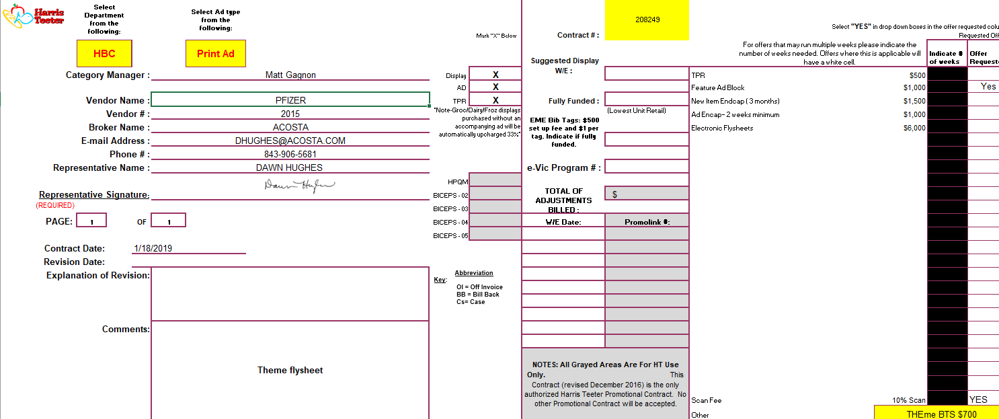 Harris
Teeter
Select
Department
from the
following:
HBC
Select Ad type
from the
following:
Print Ad
Category Manager : Matt Gagnon
Vendor Name : PFIZER
Vendor # : 2015
Broker Name : ACOSTA
E-mail Address : DHUGHES@ACOSTA.COM
Phone # : 843-906-5681
Representative Name : DAWN HUGHES
Dawn Hughes
Representative Signature:
(REQUIRED)
PAGE: 1 OF 1
Contract Date: 1/18/2019
Revision Date:
Explanation of Revision:
Comments:
Theme flysheet
Mark "X" Below
Display X
AD X
TPR X
"Note-Groc/Dairy/Froz displays
purchased without an
accompanying ad will be
automatically upcharged 33%"
HPQM
BICEPS - 02
BICEPS - 03
BICEPS - 04
BICEPS - 05
Key: Abbreviation
OI = Off Invoice
BB = Bill Back
Cs= Case
Contract # : 208249
Suggested Display
W/E :
Fully Funded :
(Lowest Unit Retail)
EME Bib Tags: $500
set up fee and $1 per
tag. Indicate if fully
funded.
e-Vic Program # :
TOTAL OF
ADJUSTMENTS
BILLED :
$
W/E Date: Promolink #:
NOTES: All Grayed Areas Are For HT Use
Only. This
Contract (revised December 2016) is the only
authorized Harris Teeter Promotional Contract. No
other Promotional Contract will be accepted.
Select "YES" in drop down boxes in the offer requested colu
Requested Off
For offers that may run multiple weeks please indicate the
number of weeks needed. Offers where this is applicable will
have a white cell.
Indicate #
of weeks
Offer
Requeste
TPR $500
Feature Ad Block $1,000 Yes
New Item Endcap ( 3 months) $1,500
Ad Encap- 2 weeks minimum $1,000
Electronic Flysheets $6,000
Scan Fee 10% Scan YES
Other THEme BTS $700